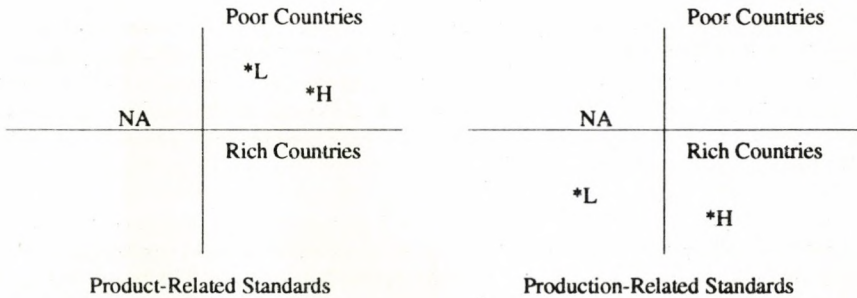 Poor Countries
*L
*H
NA
Rich Countries
Product-Related Standards
Poor Countries
NA
Rich Countries
*L
*H
Production-Related Standards